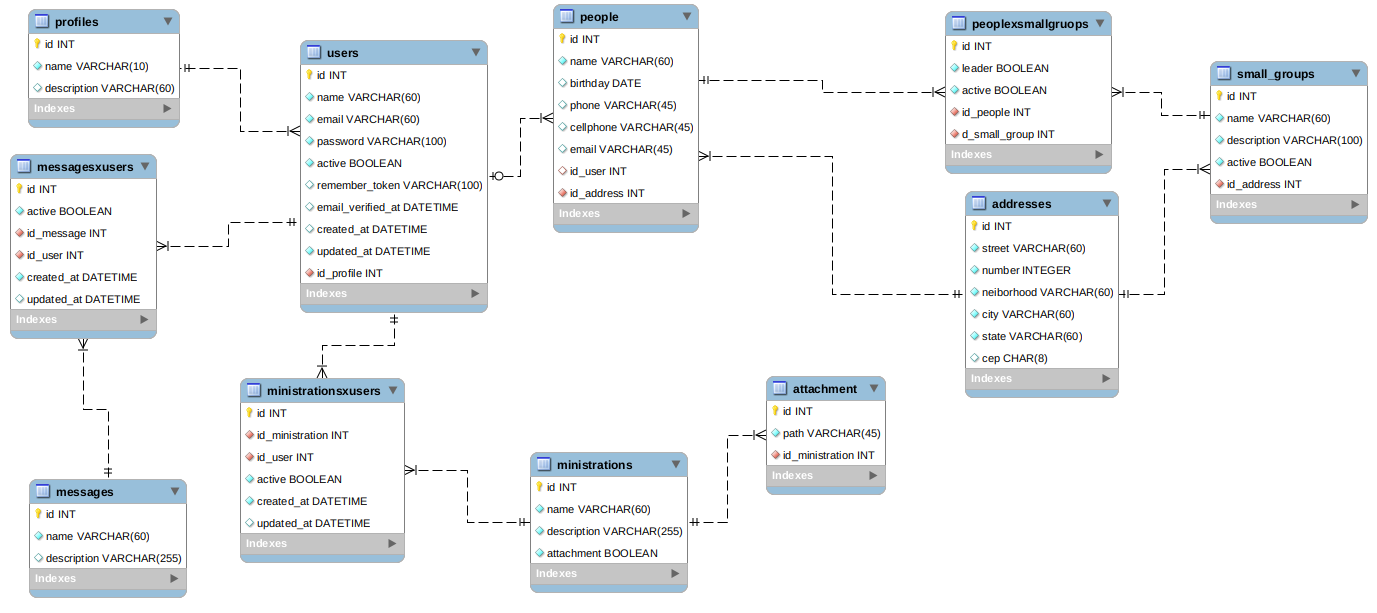 profiles
id INT
name VARCHAR(10)
description VARCHAR(60)
Indexes
users
id INT
name VARCHAR(60)
email VARCHAR(60)
password VARCHAR(100)
active BOOLEAN
remember_token VARCHAR(100)
email_verified_at DATETIME
created_at DATETIME
updated_at DATETIME
id_profile INT
Indexes
people
id INT
name VARCHAR(60)
birthday DATE
phone VARCHAR(45)
cellphone VARCHAR(45)
email VARCHAR(45)
id_user INT
id_address INT
Indexes
peoplexsmallgruops
id INT
leader BOOLEAN
active BOOLEAN
id_people INT
d_small_group INT
Indexes
small_groups
id INT
name VARCHAR(60)
description VARCHAR(100)
active BOOLEAN
id_address INT
Indexes
messagesxusers
id INT
active BOOLEAN
id_message INT
id_user INT
created_at DATETIME
updated_at DATETIME
Indexes
addresses
id INT
street VARCHAR(60)
number INTEGER
neiborhood VARCHAR(60)
city VARCHAR(60)
state VARCHAR(60)
cep CHAR(8)
Indexes
ministrationsxusers
id INT
id_ministration INT
id_user INT
active BOOLEAN
created_at DATETIME
updated_at DATETIME
Indexes
attachment
id INT
path VARCHAR(45)
id_ministration INT
Indexes
ministrations
id INT
name VARCHAR(60)
description VARCHAR(255)
attachment BOOLEAN
Indexes
messages
id INT
name VARCHAR(60)
description VARCHAR(255)
Indexes